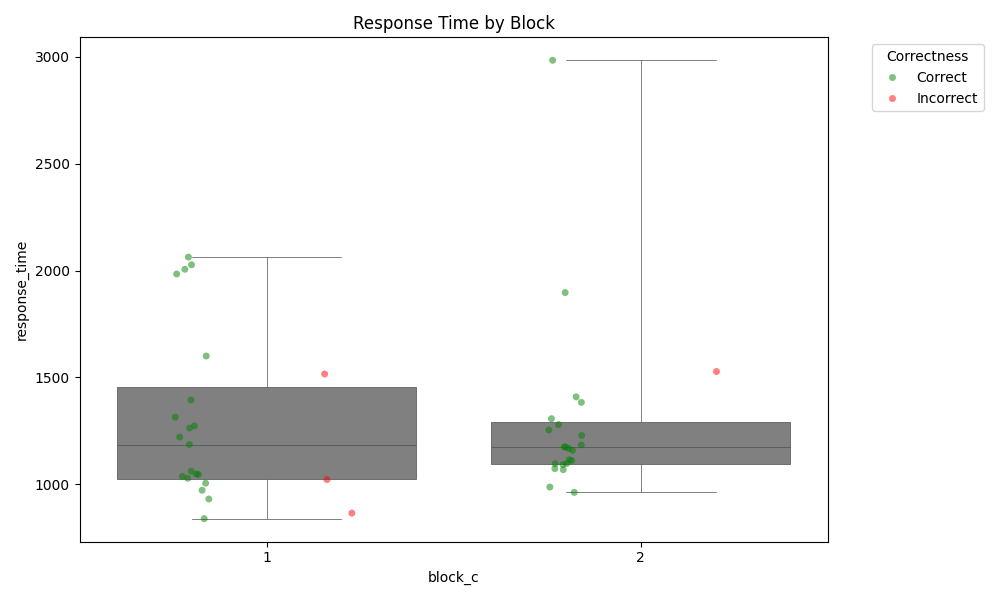 Response Time by Block
Correctness
Correct
Incorrect
response_time
3000
2500
2000
1500
1000
1
2
block_c